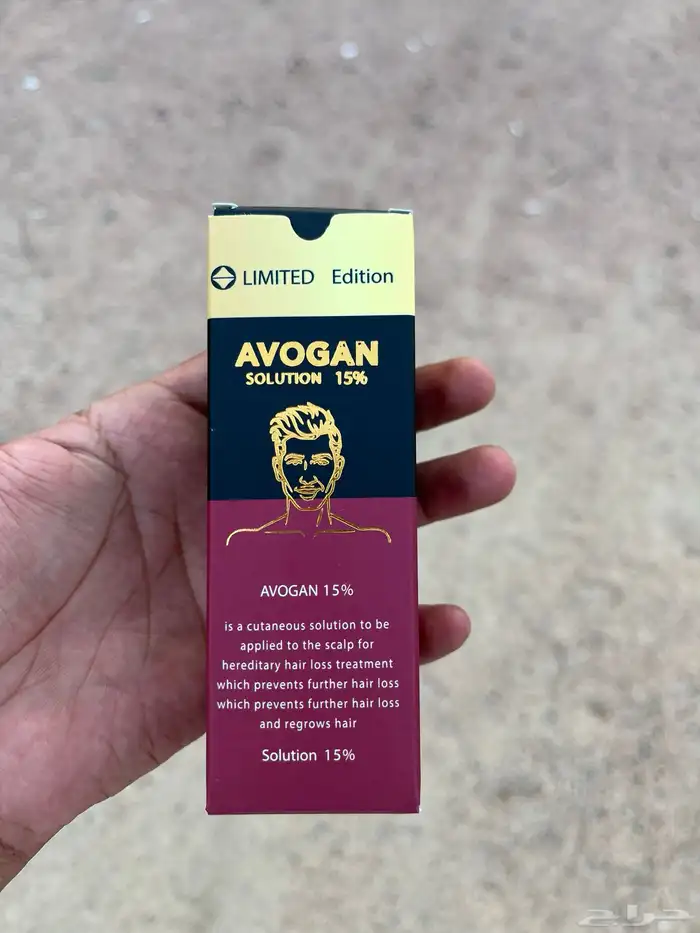 LIMITED Edition
AVOGAN
SOLUTION 15%
AVOGAN 15%
is a cutaneous solution to be
applied to the scalp for
hereditary hair loss treatment
which prevents further hair loss
which prevents further hair loss
and regrows hair
Solution 15%
حراج